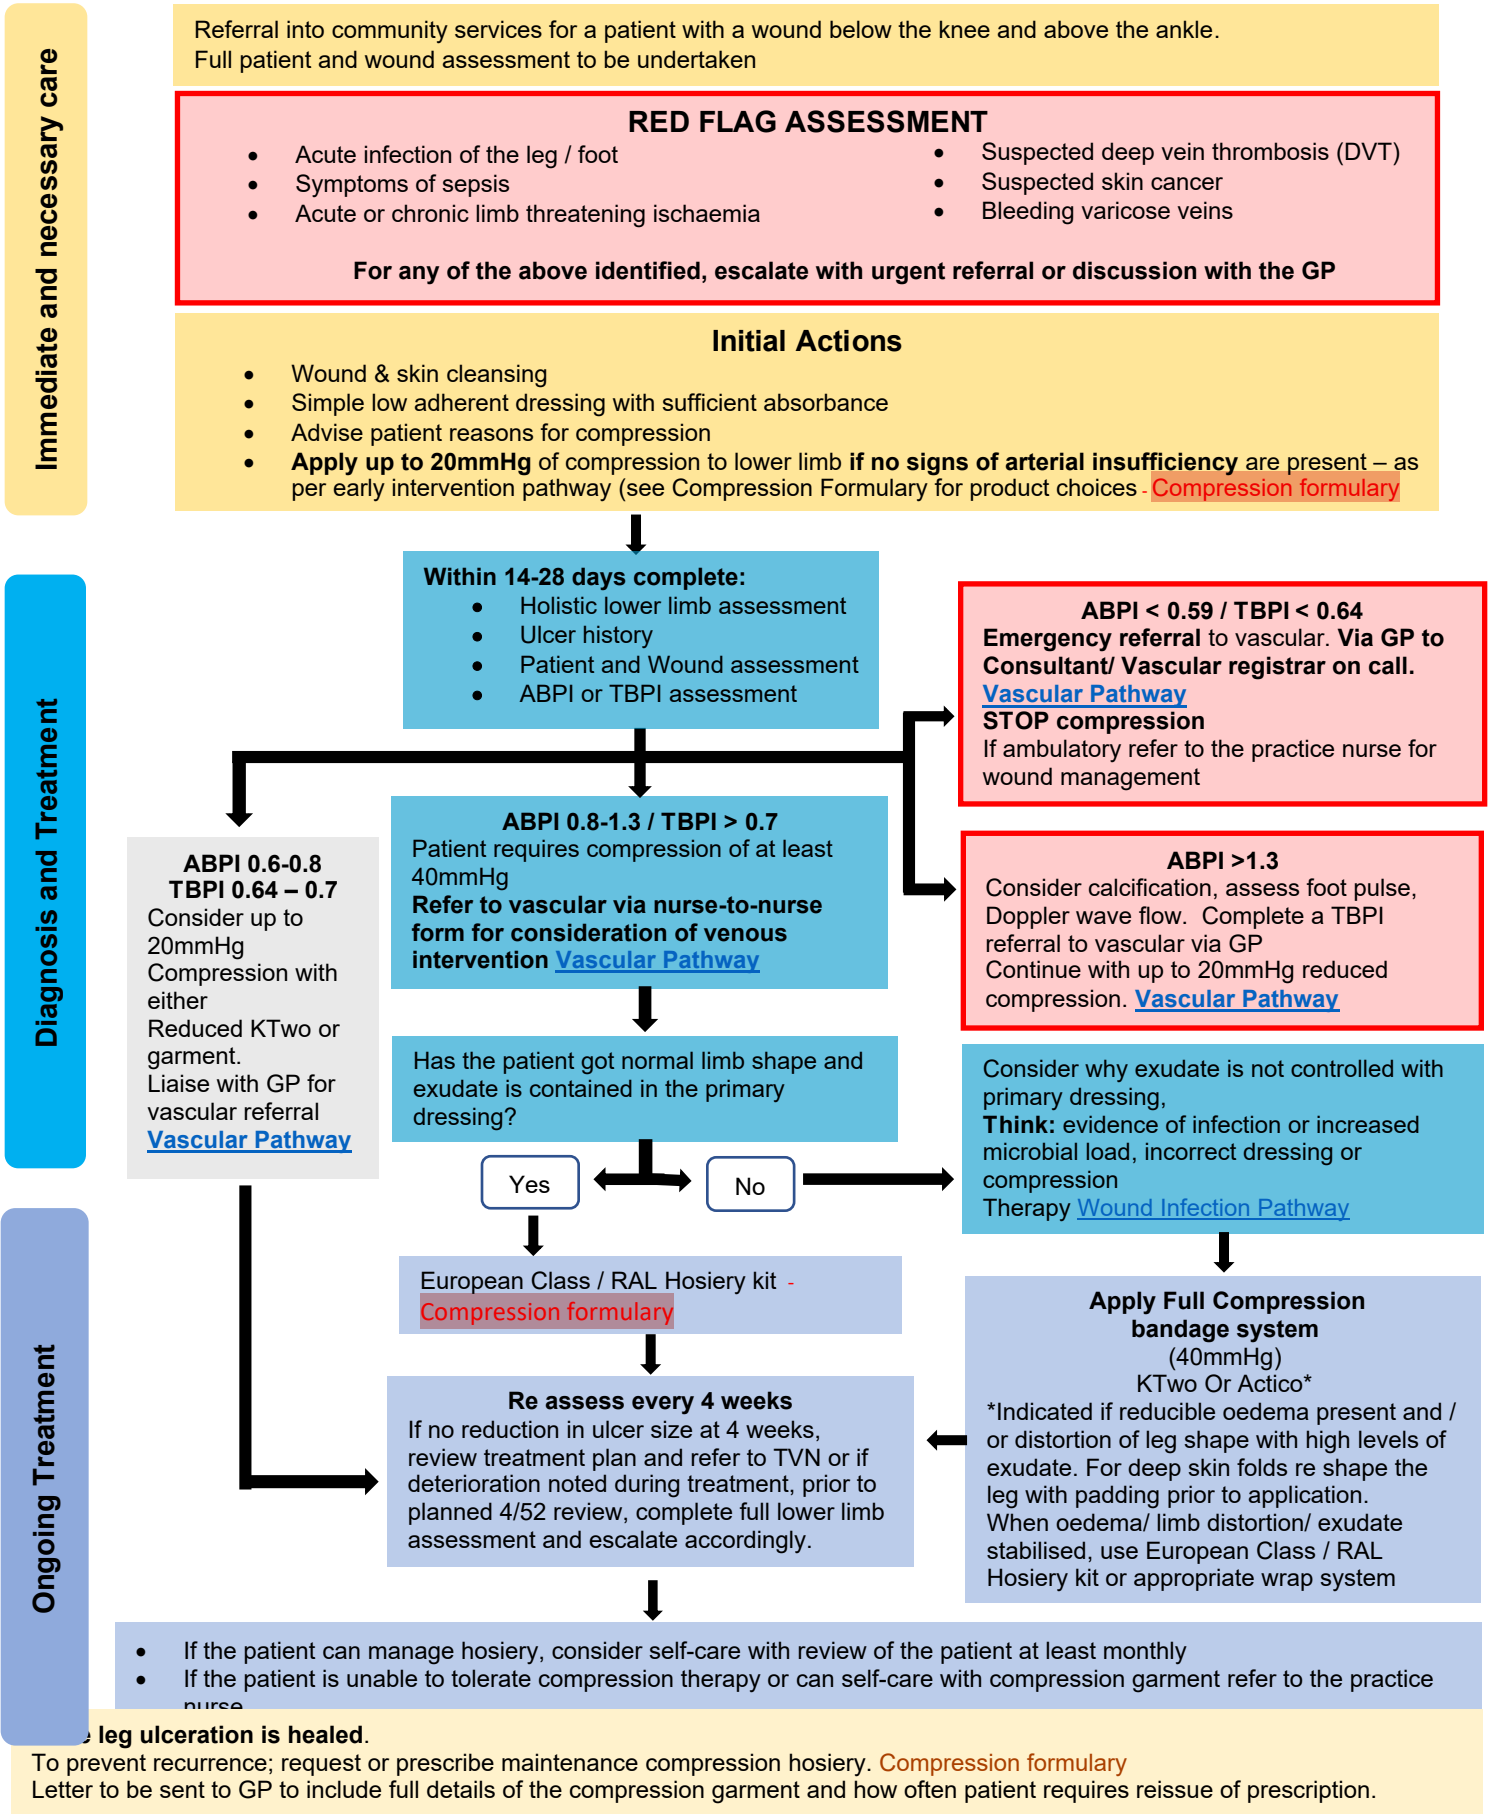 Immediate and necessary care
Referral into community services for a patient with a wound below the knee and above the ankle.
Full patient and wound assessment to be undertaken
RED FLAG ASSESSMENT
• Acute infection of the leg / foot
• Symptoms of sepsis
• Acute or chronic limb threatening ischaemia
• Suspected deep vein thrombosis (DVT)
• Suspected skin cancer
• Bleeding varicose veins
For any of the above identified, escalate with urgent referral or discussion with the GP
Initial Actions
• Wound & skin cleansing
• Simple low adherent dressing with sufficient absorbance
• Advise patient reasons for compression
• Apply up to 20mmHg of compression to lower limb if no signs of arterial insufficiency are present – as
per early intervention pathway (see Compression Formulary for product choices - Compression formulary
Diagnosis and Treatment
Within 14-28 days complete:
• Holistic lower limb assessment
• Ulcer history
• Patient and Wound assessment
• ABPI or TBPI assessment
ABPI < 0.59 / TBPI < 0.64
Emergency referral to vascular. Via GP to
Consultant/ Vascular registrar on call.
Vascular Pathway
STOP compression
If ambulatory refer to the practice nurse for
wound management
ABPI 0.6-0.8
TBPI 0.64 – 0.7
Consider up to
20mmHg
Compression with
either
Reduced KTwo or
garment.
Liaise with GP for
vascular referral
Vascular Pathway
ABPI 0.8-1.3 / TBPI > 0.7
Patient requires compression of at least
40mmHg
Refer to vascular via nurse-to-nurse
form for consideration of venous
intervention Vascular Pathway
ABPI >1.3
Consider calcification, assess foot pulse,
Doppler wave flow. Complete a TBPI
referral to vascular via GP
Continue with up to 20mmHg reduced
compression. Vascular Pathway
Has the patient got normal limb shape and
exudate is contained in the primary
dressing?
Yes
No
Consider why exudate is not controlled with
primary dressing,
Think: evidence of infection or increased
microbial load, incorrect dressing or
compression
Therapy Wound Infection Pathway
Ongoing Treatment
European Class / RAL Hosiery kit -
Compression formulary
Apply Full Compression
bandage system
(40mmHg)
KTwo Or Actico*
*Indicated if reducible oedema present and /
or distortion of leg shape with high levels of
exudate. For deep skin folds re shape the
leg with padding prior to application.
When oedema/ limb distortion/ exudate
stabilised, use European Class / RAL
Hosiery kit or appropriate wrap system
Re assess every 4 weeks
If no reduction in ulcer size at 4 weeks,
review treatment plan and refer to TVN or if
deterioration noted during treatment, prior to
planned 4/52 review, complete full lower limb
assessment and escalate accordingly.
• If the patient can manage hosiery, consider self-care with review of the patient at least monthly
• If the patient is unable to tolerate compression therapy or can self-care with compression garment refer to the practice
nurse
leg ulceration is healed.
To prevent recurrence; request or prescribe maintenance compression hosiery. Compression formulary
Letter to be sent to GP to include full details of the compression garment and how often patient requires reissue of prescription.